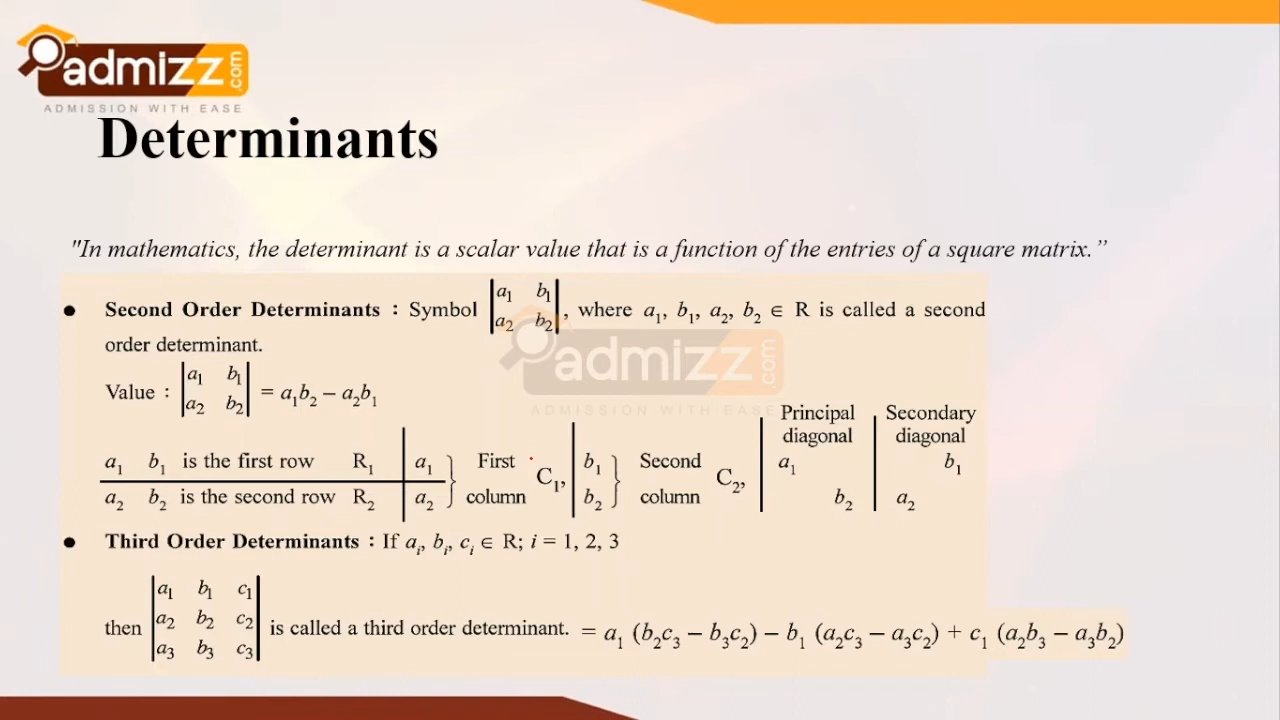 admizz.com
ADMISSION WITH EASE
Determinants
"In mathematics, the determinant is a scalar value that is a function of the entries of a square matrix.”
● Second Order Determinants : Symbol |a₁ b₁|, where a₁, b₁, a₂, b₂ ∈ R is called a second
|a₂ b₂|
order determinant.
admizz.com
ADMISSION WITH EASE
Value : |a₁ b₁| = a₁b₂ – a₂b₁
|a₂ b₂|
Principal Secondary
diagonal diagonal
a₁ b₁ is the first row R₁ | a₁ } First C₁, | b₁ } Second C₂, | a₁ | b₁
a₂ b₂ is the second row R₂ | a₂ } column | b₂ } column | b₂ | a₂
● Third Order Determinants : If aᵢ, bᵢ, cᵢ ∈ R; i = 1, 2, 3
|a₁ b₁ c₁|
then |a₂ b₂ c₂| is called a third order determinant. = a₁ (b₂c₃ – b₃c₂) – b₁ (a₂c₃ – a₃c₂) + c₁ (a₂b₃ – a₃b₂)
|a₃ b₃ c₃|